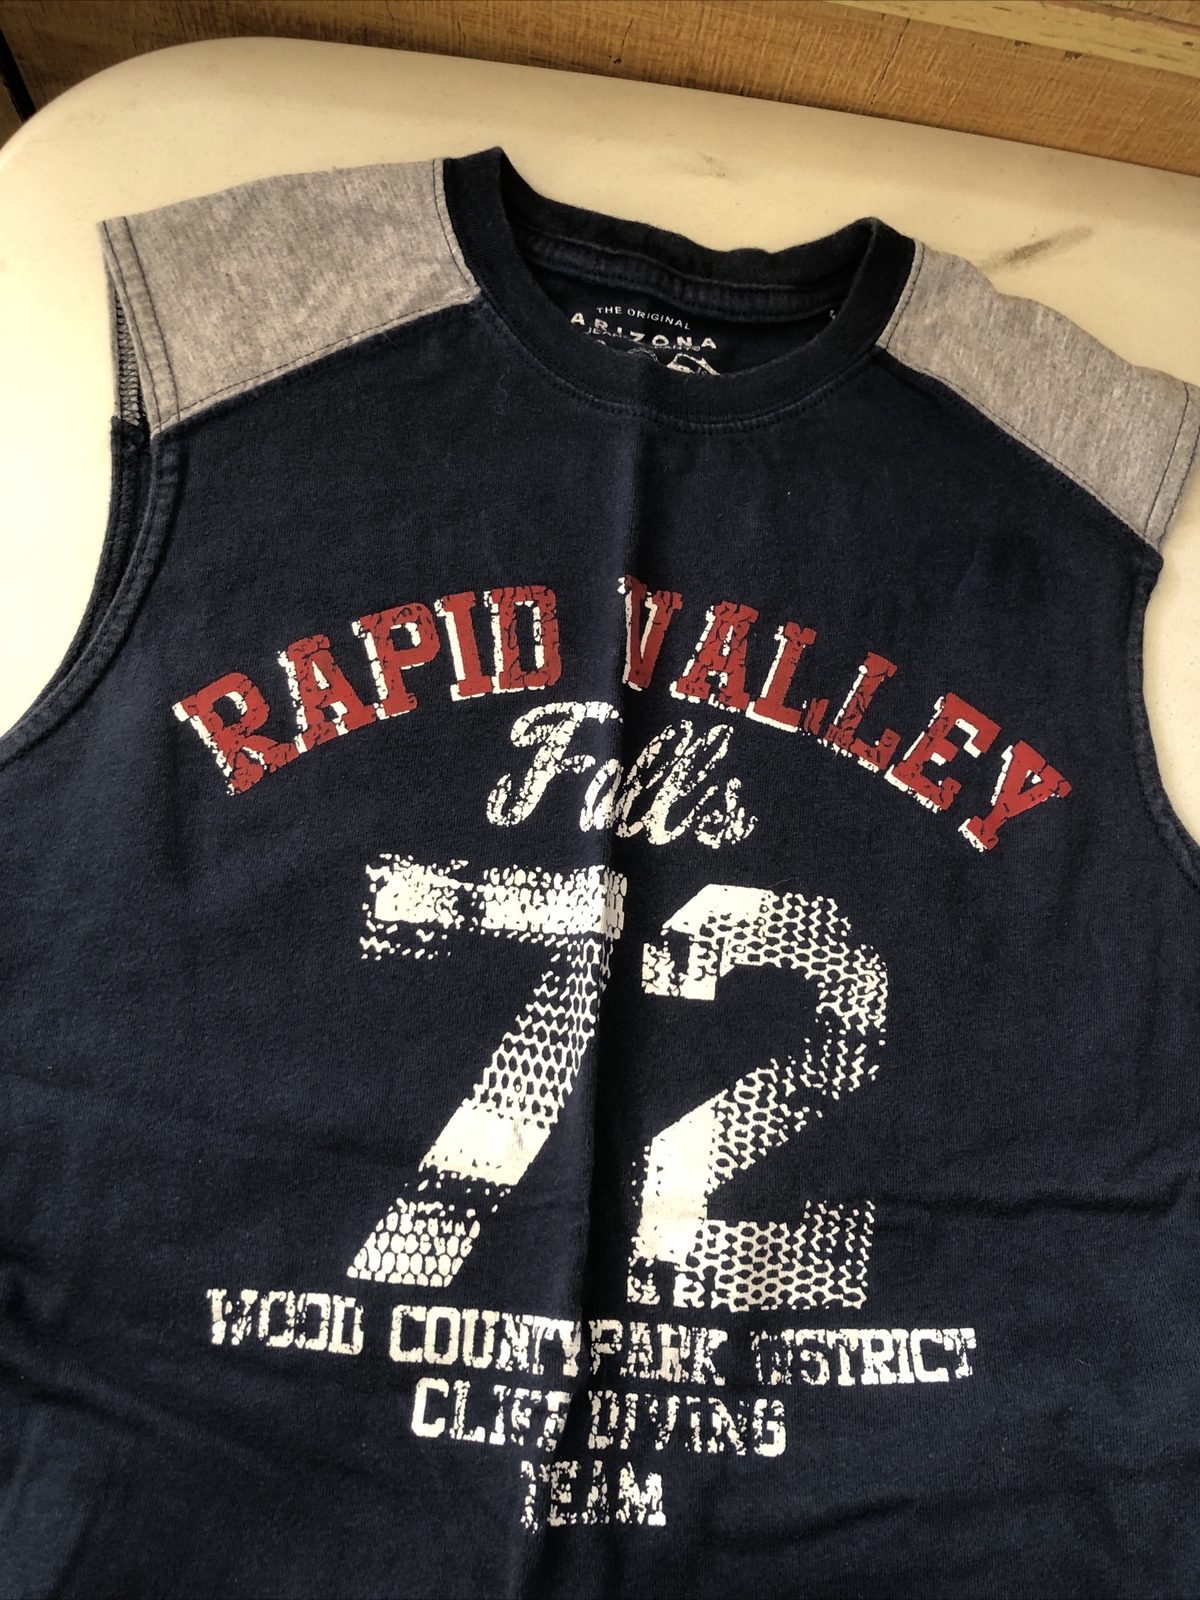 THE ORIGINAL
ARIZONA
RAPID VALLEY
Falls
72
WOOD COUNTY PARK DISTRICT
CLIFF DIVING
TEAM